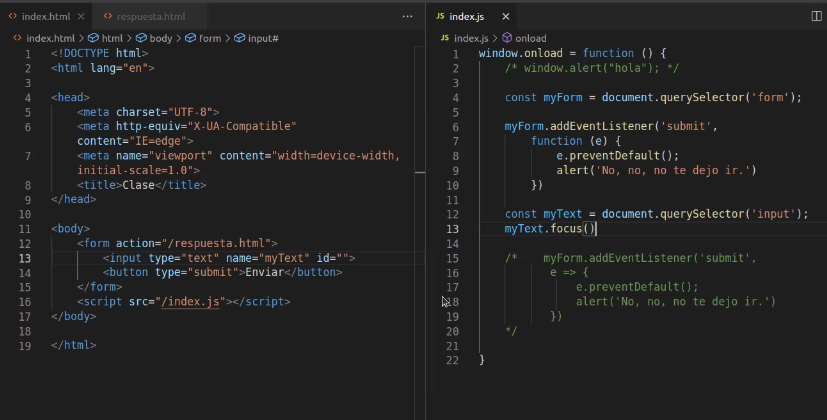 index.html
respuesta.html
index.html > html > body > form > input#
1 <!DOCTYPE html>
2 <html lang="en">
3
4 <head>
5 <meta charset="UTF-8">
6 <meta http-equiv="X-UA-Compatible"
content="IE=edge">
7 <meta name="viewport" content="width=device-width,
initial-scale=1.0">
8 <title>Clase</title>
9 </head>
10
11 <body>
12 <form action="/respuesta.html">
13 <input type="text" name="myText" id="">
14 <button type="submit">Enviar</button>
15 </form>
16 <script src="/index.js"></script>
17 </body>
18
19 </html>
JS index.js
JS index.js > onload
1 window.onload = function () {
2 /* window.alert("hola"); */
3
4 const myForm = document.querySelector('form');
5
6 myForm.addEventListener('submit',
7 function (e) {
8 e.preventDefault();
9 alert('No, no, no te dejo ir.')
10 })
11
12 const myText = document.querySelector('input');
13 myText.focus()
14
15 /* myForm.addEventListener('submit',
16 e => {
17 e.preventDefault();
18 alert('No, no, no te dejo ir.')
19 })
20 */
21
22 }